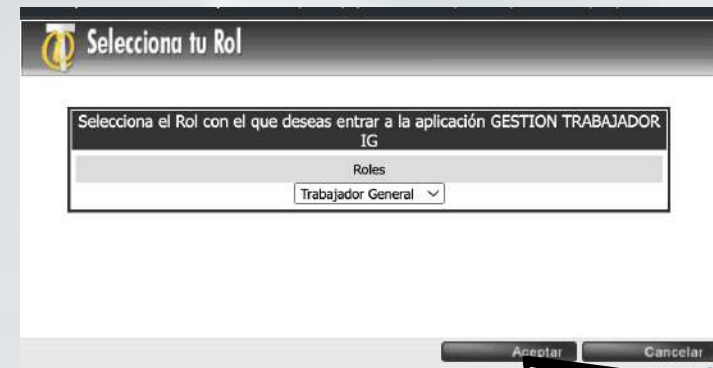 Selecciona tu Rol
Selecciona el Rol con el que deseas entrar a la aplicación GESTION TRABAJADOR
IG
Roles
Trabajador General
Aceptar
Cancelar